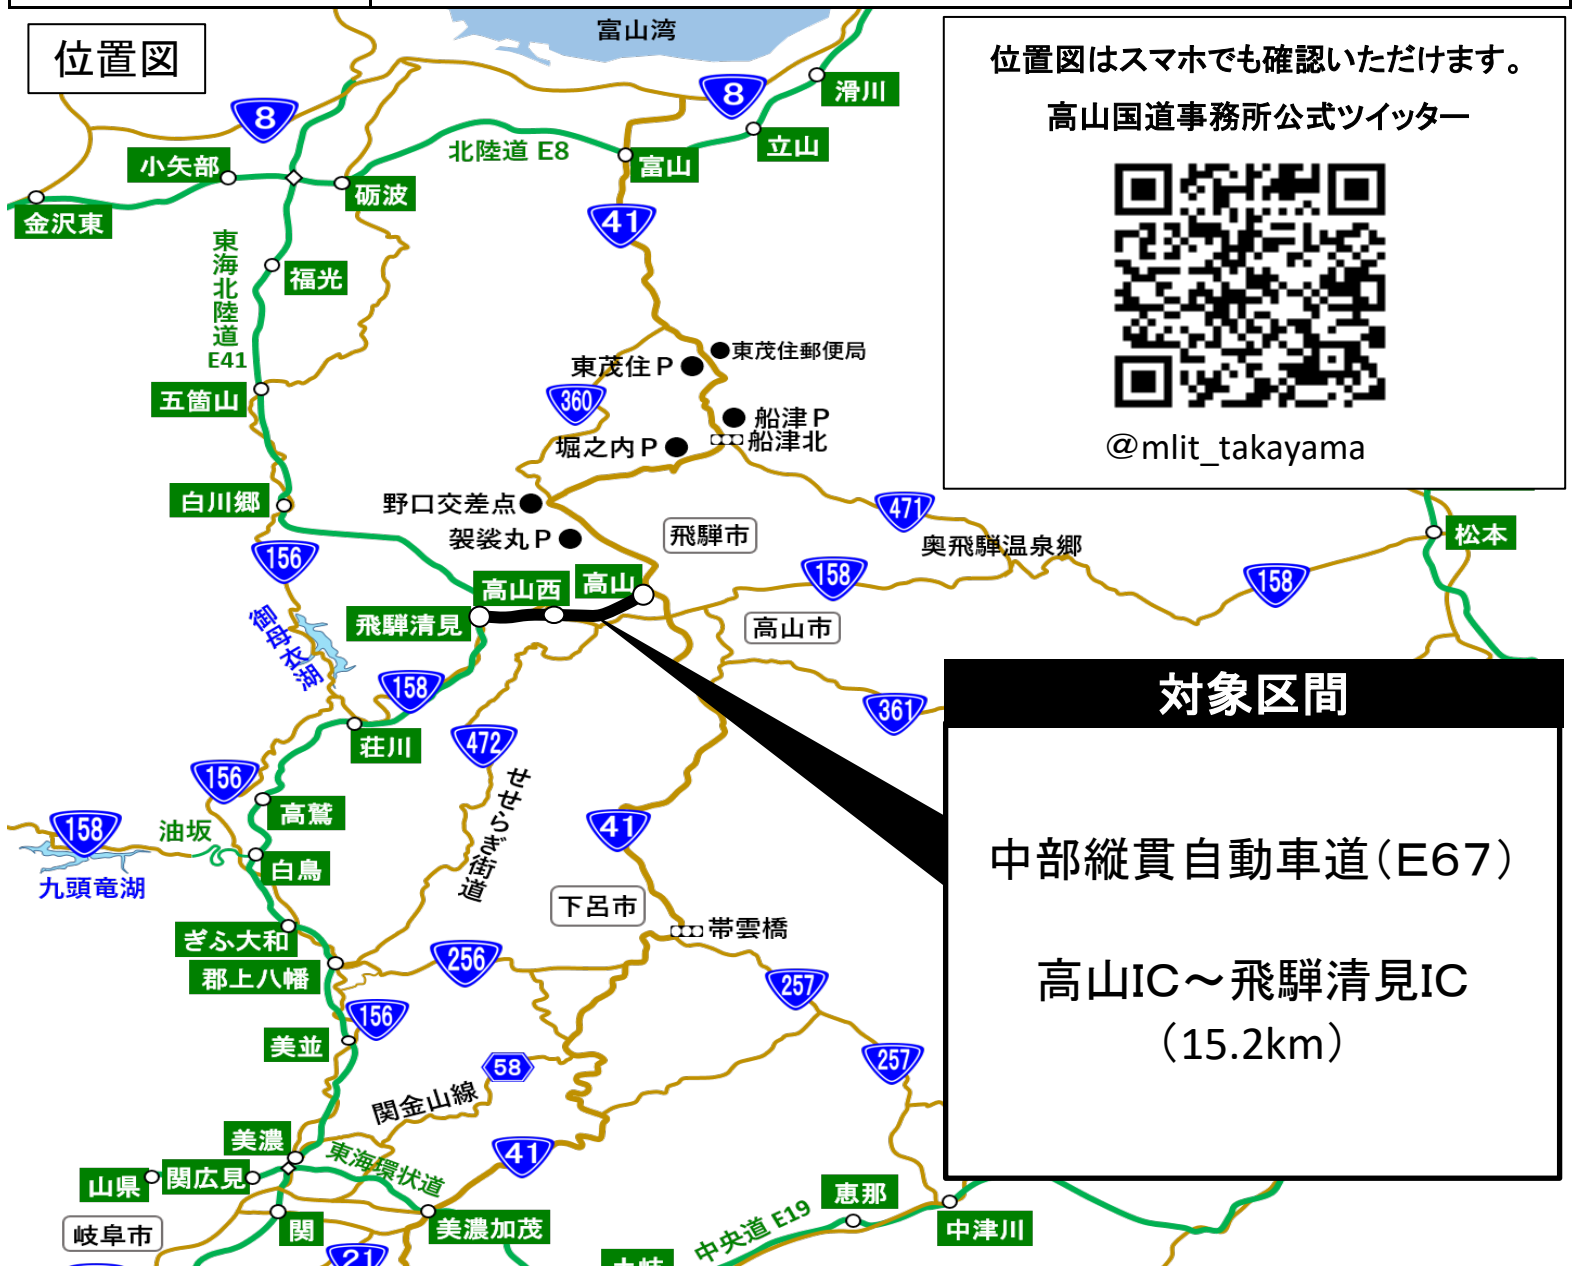 位置図
富山湾
位置図はスマホでも確認いただけます。
高山国道事務所公式ツイッター
@mlit_takayama
8
8
滑川
立山
北陸道 E8
富山
小矢部
砺波
金沢東
41
東海北陸道
E41
福光
東茂住郵便局
東茂住P
360
五箇山
船津P
船津北
堀之内P
白川郷
野口交差点
471
袈裟丸P
飛騨市
奥飛騨温泉郷
松本
156
158
158
高山西
高山
飛騨清見
高山市
御母衣湖
対象区間
中部縦貫自動車道（E67）
高山IC～飛騨清見IC
（15.2km）
158
361
荘川
472
156
せせらぎ街道
高鷲
158
油坂
41
白鳥
九頭竜湖
下呂市
帯雲橋
ぎふ大和
256
郡上八幡
257
156
美並
257
58
関金山線
美濃
41
東海環状道
山県
関広見
恵那
中津川
中央道 E19
関
美濃加茂
岐阜市
21